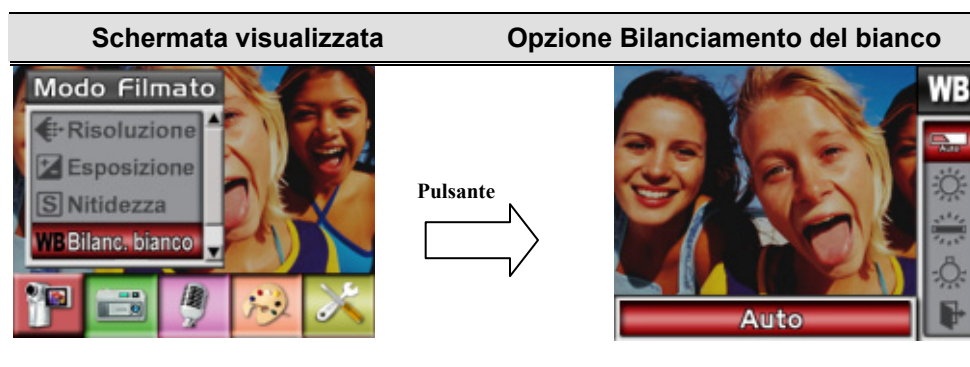 Schermata visualizzata Opzione Bilanciamento del bianco
Modo Filmato
Risoluzione
Esposizione
S Nitidezza
WB Bilanc. bianco
Pulsante
WB
Auto
Auto